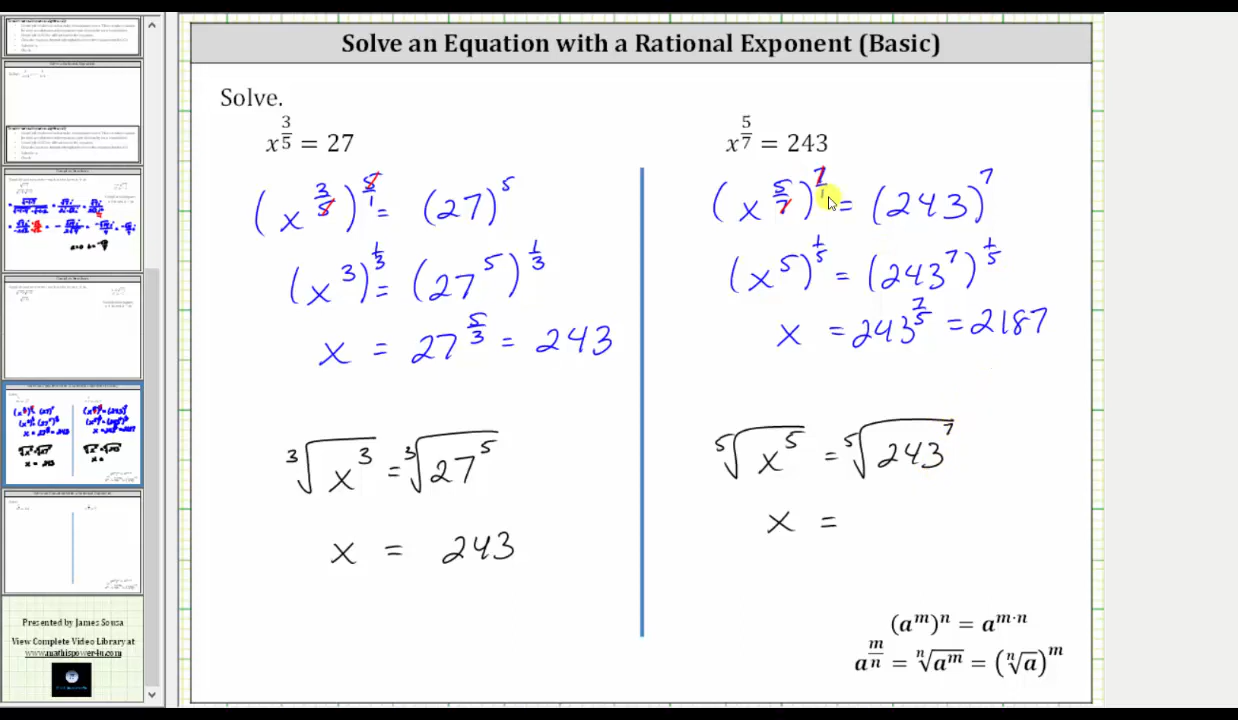 Solve an Equation with a Rational Exponent (Basic)
Solve.
x^{3/5} = 27
(x^{3/5})^{5/1} = (27)^5
(x^3)^{1/3} = (27^5)^{1/3}
x = 27^{5/3} = 243
∛x^3 = ∛27^5
x = 243
x^{5/7} = 243
(x^{5/7})^{7/1} = (243)^7
(x^5)^{1/5} = (243^7)^{1/5}
x = 243^{7/5} = 2187
⁵√x^5 = ⁵√243^7
x =
(a^m)^n = a^{m·n}
a^{m/n} = ⁿ√a^m = (ⁿ√a)^m
Presented by James Sousa
View Complete Video Library at
www.mathispower4u.com